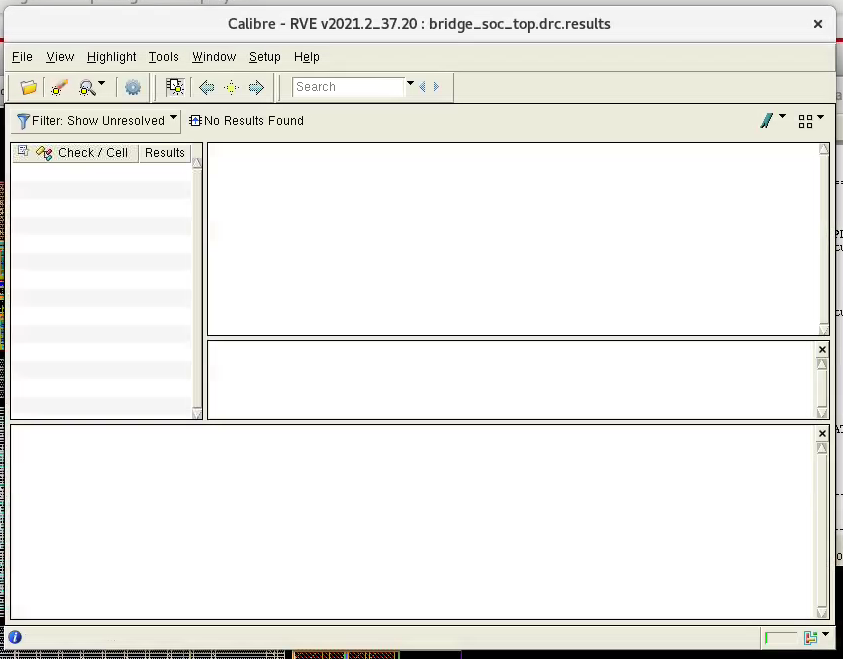 Calibre - RVE v2021.2_37.20 : bridge_soc_top.drc.results
File View Highlight Tools Window Setup Help
Search
Filter: Show Unresolved No Results Found
Check / Cell Results